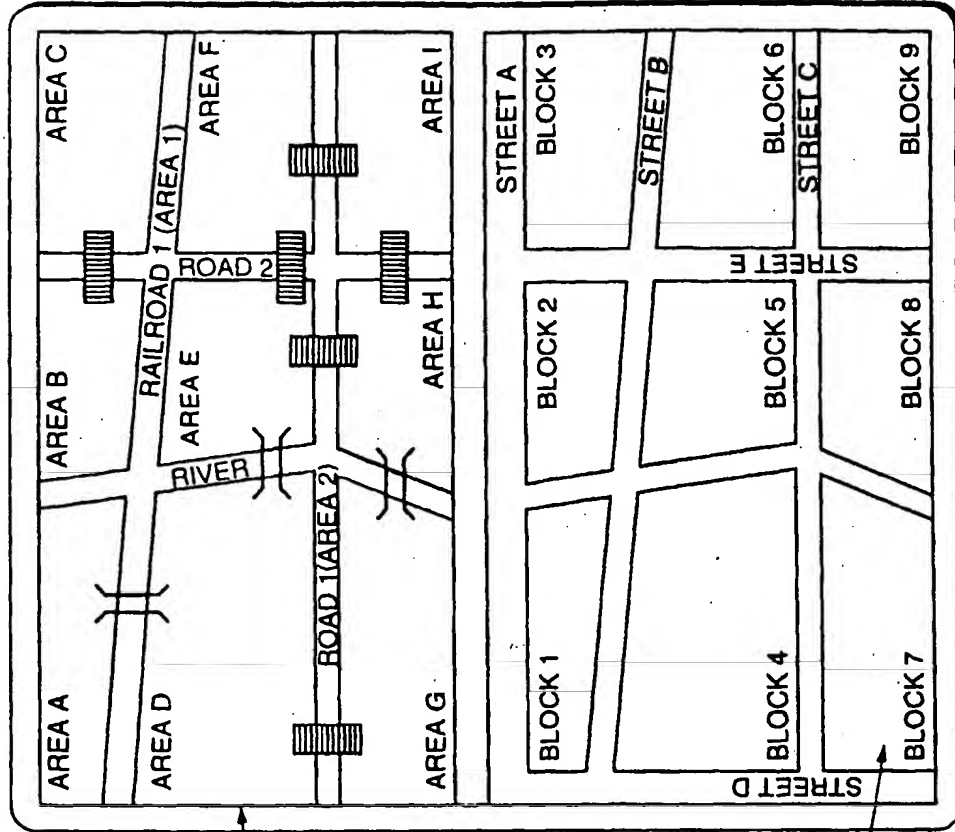 AREA A
AREA B
AREA C
RAILROAD 1 (AREA 1)
AREA D
AREA E
AREA F
RIVER
ROAD 2
ROAD 1(AREA 2)
AREA G
AREA H
AREA I
STREET A
BLOCK 1
BLOCK 2
BLOCK 3
STREET B
BLOCK 4
BLOCK 5
BLOCK 6
STREET C
STREET D
STREET E
BLOCK 7
BLOCK 8
BLOCK 9